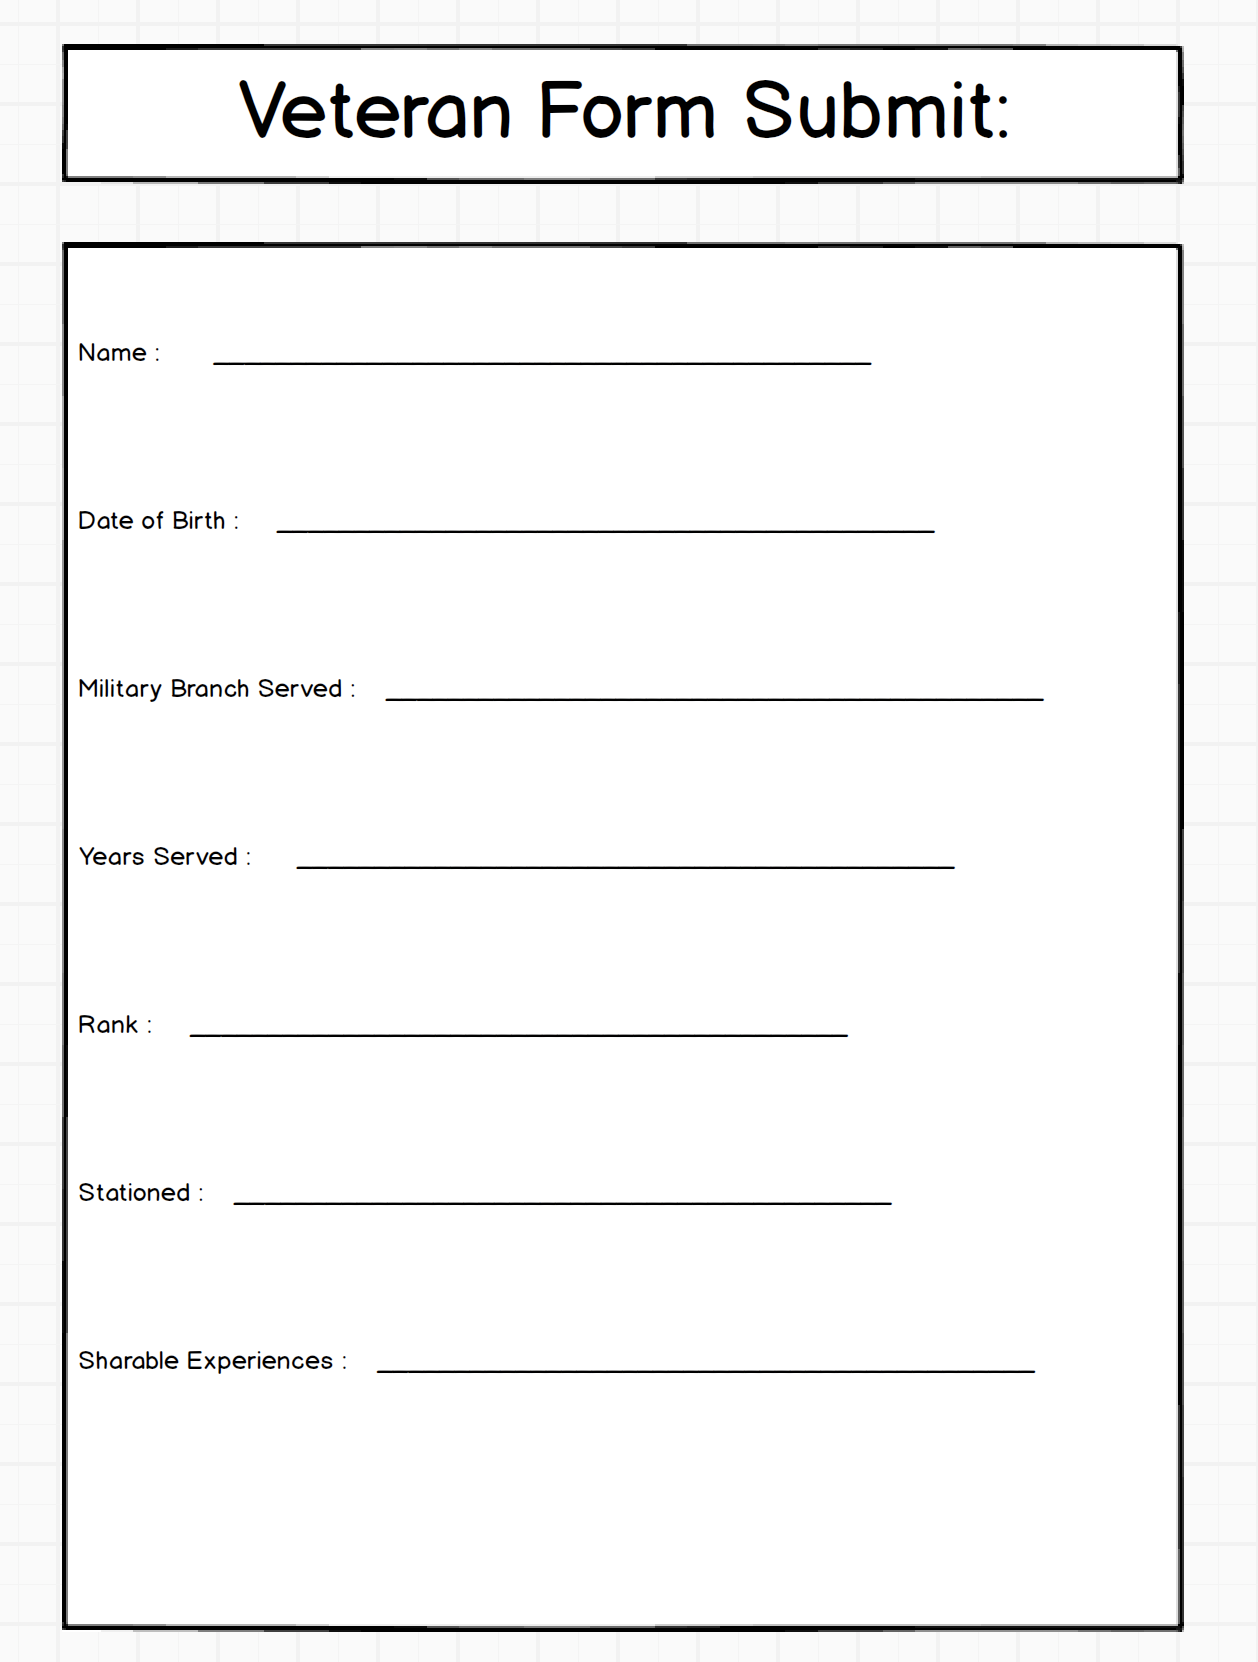 Veteran Form Submit:
Name : ______________________________
Date of Birth : ______________________________
Military Branch Served : ______________________________
Years Served : ______________________________
Rank : ______________________________
Stationed : ______________________________
Sharable Experiences : ______________________________